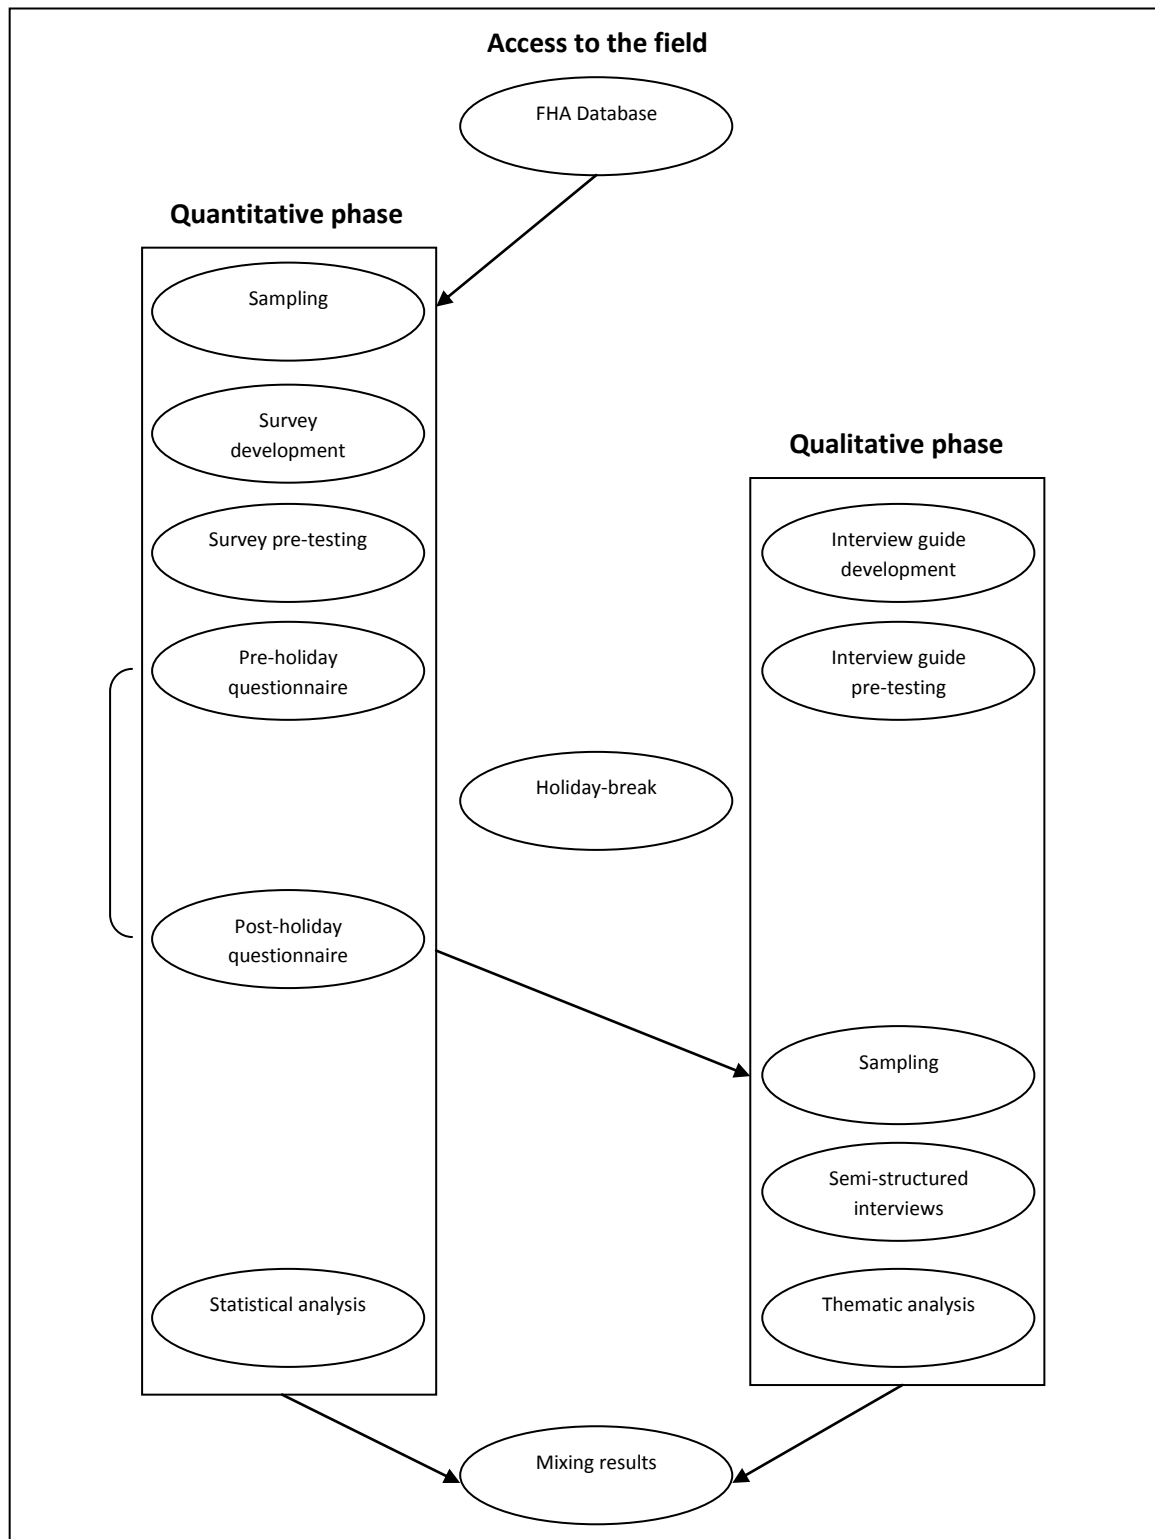 Access to the field
FHA Database
Quantitative phase
Sampling
Survey
development
Survey pre-testing
Pre-holiday
questionnaire
Holiday-break
Post-holiday
questionnaire
Statistical analysis
Qualitative phase
Interview guide
development
Interview guide
pre-testing
Sampling
Semi-structured
interviews
Thematic analysis
Mixing results